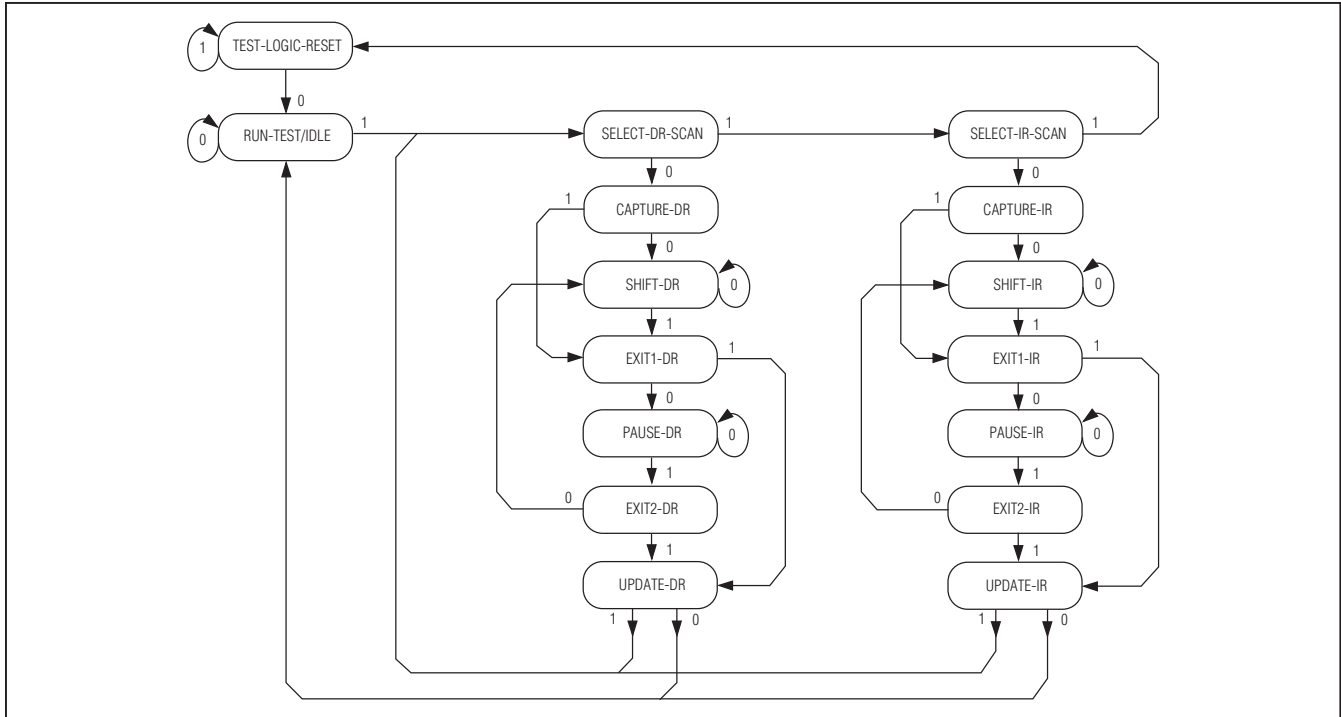 1 TEST-LOGIC-RESET
0
0 RUN-TEST/IDLE 1 SELECT-DR-SCAN 1 SELECT-IR-SCAN 1
0 0
1 CAPTURE-DR 1 CAPTURE-IR
0 0
SHIFT-DR 0 SHIFT-IR 0
1 1
EXIT1-DR 1 EXIT1-IR 1
0 0
PAUSE-DR 0 PAUSE-IR 0
1 1
0 EXIT2-DR 0 EXIT2-IR
1 1
UPDATE-DR UPDATE-IR
1 0 1 0